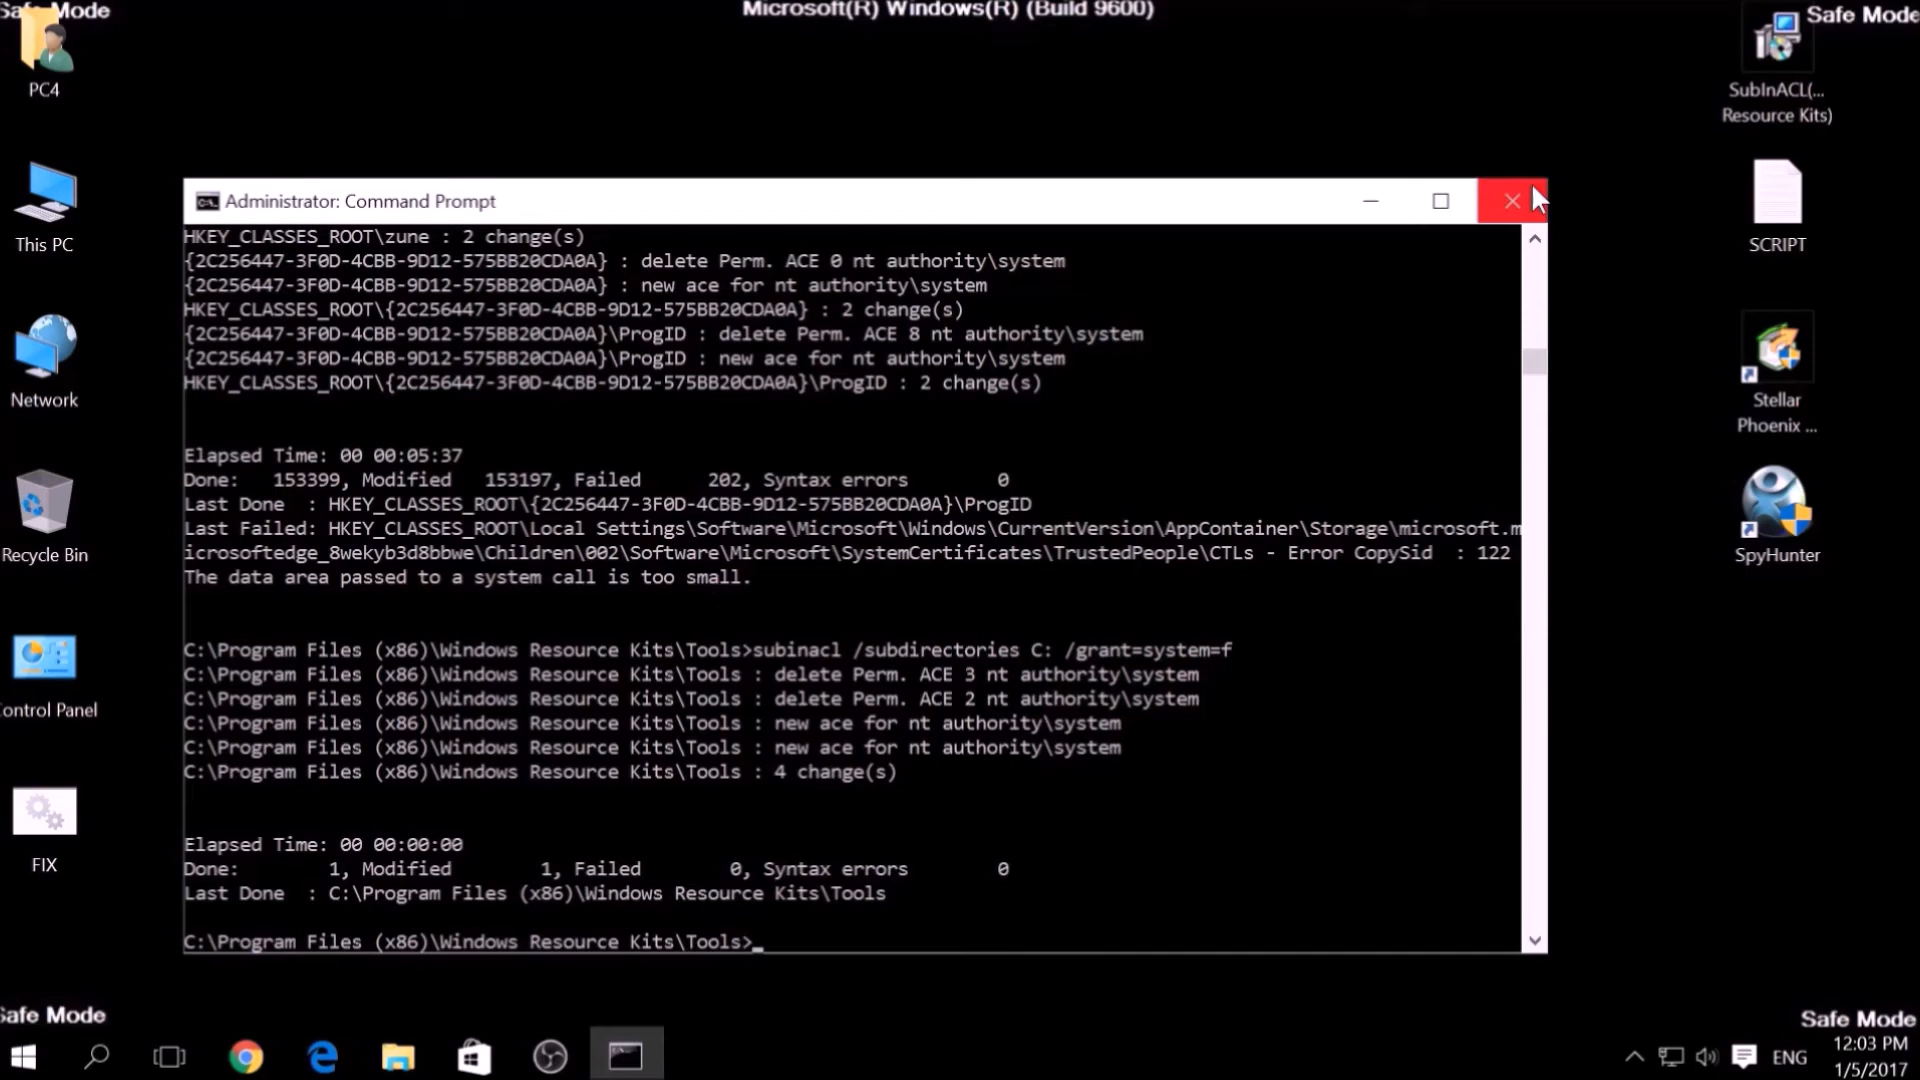 Safe Mode
Microsoft(R) Windows(R) (Build 9600)
Safe Mode
PC4
This PC
Network
Recycle Bin
Control Panel
FIX
SubInACL(...
Resource Kits)
SCRIPT
Stellar
Phoenix ...
SpyHunter
Administrator: Command Prompt
HKEY_CLASSES_ROOT\zune : 2 change(s)
{2C256447-3F0D-4CBB-9D12-575BB20CDA0A} : delete Perm. ACE 0 nt authority\system
{2C256447-3F0D-4CBB-9D12-575BB20CDA0A} : new ace for nt authority\system
HKEY_CLASSES_ROOT\{2C256447-3F0D-4CBB-9D12-575BB20CDA0A} : 2 change(s)
{2C256447-3F0D-4CBB-9D12-575BB20CDA0A}\ProgID : delete Perm. ACE 8 nt authority\system
{2C256447-3F0D-4CBB-9D12-575BB20CDA0A}\ProgID : new ace for nt authority\system
HKEY_CLASSES_ROOT\{2C256447-3F0D-4CBB-9D12-575BB20CDA0A}\ProgID : 2 change(s)
Elapsed Time: 00 00:05:37
Done: 153399, Modified 153197, Failed 202, Syntax errors 0
Last Done : HKEY_CLASSES_ROOT\{2C256447-3F0D-4CBB-9D12-575BB20CDA0A}\ProgID
Last Failed: HKEY_CLASSES_ROOT\Local Settings\Software\Microsoft\Windows\CurrentVersion\AppContainer\Storage\microsoft.m
icrosoftedge_8wekyb3d8bbwe\Children\002\Software\Microsoft\SystemCertificates\TrustedPeople\CTLs - Error CopySid : 122
The data area passed to a system call is too small.
C:\Program Files (x86)\Windows Resource Kits\Tools>subinacl /subdirectories C: /grant=system=f
C:\Program Files (x86)\Windows Resource Kits\Tools : delete Perm. ACE 3 nt authority\system
C:\Program Files (x86)\Windows Resource Kits\Tools : delete Perm. ACE 2 nt authority\system
C:\Program Files (x86)\Windows Resource Kits\Tools : new ace for nt authority\system
C:\Program Files (x86)\Windows Resource Kits\Tools : new ace for nt authority\system
C:\Program Files (x86)\Windows Resource Kits\Tools : 4 change(s)
Elapsed Time: 00 00:00:00
Done: 1, Modified 1, Failed 0, Syntax errors 0
Last Done : C:\Program Files (x86)\Windows Resource Kits\Tools
C:\Program Files (x86)\Windows Resource Kits\Tools>_
Safe Mode
Safe Mode
ENG
12:03 PM
1/5/2017